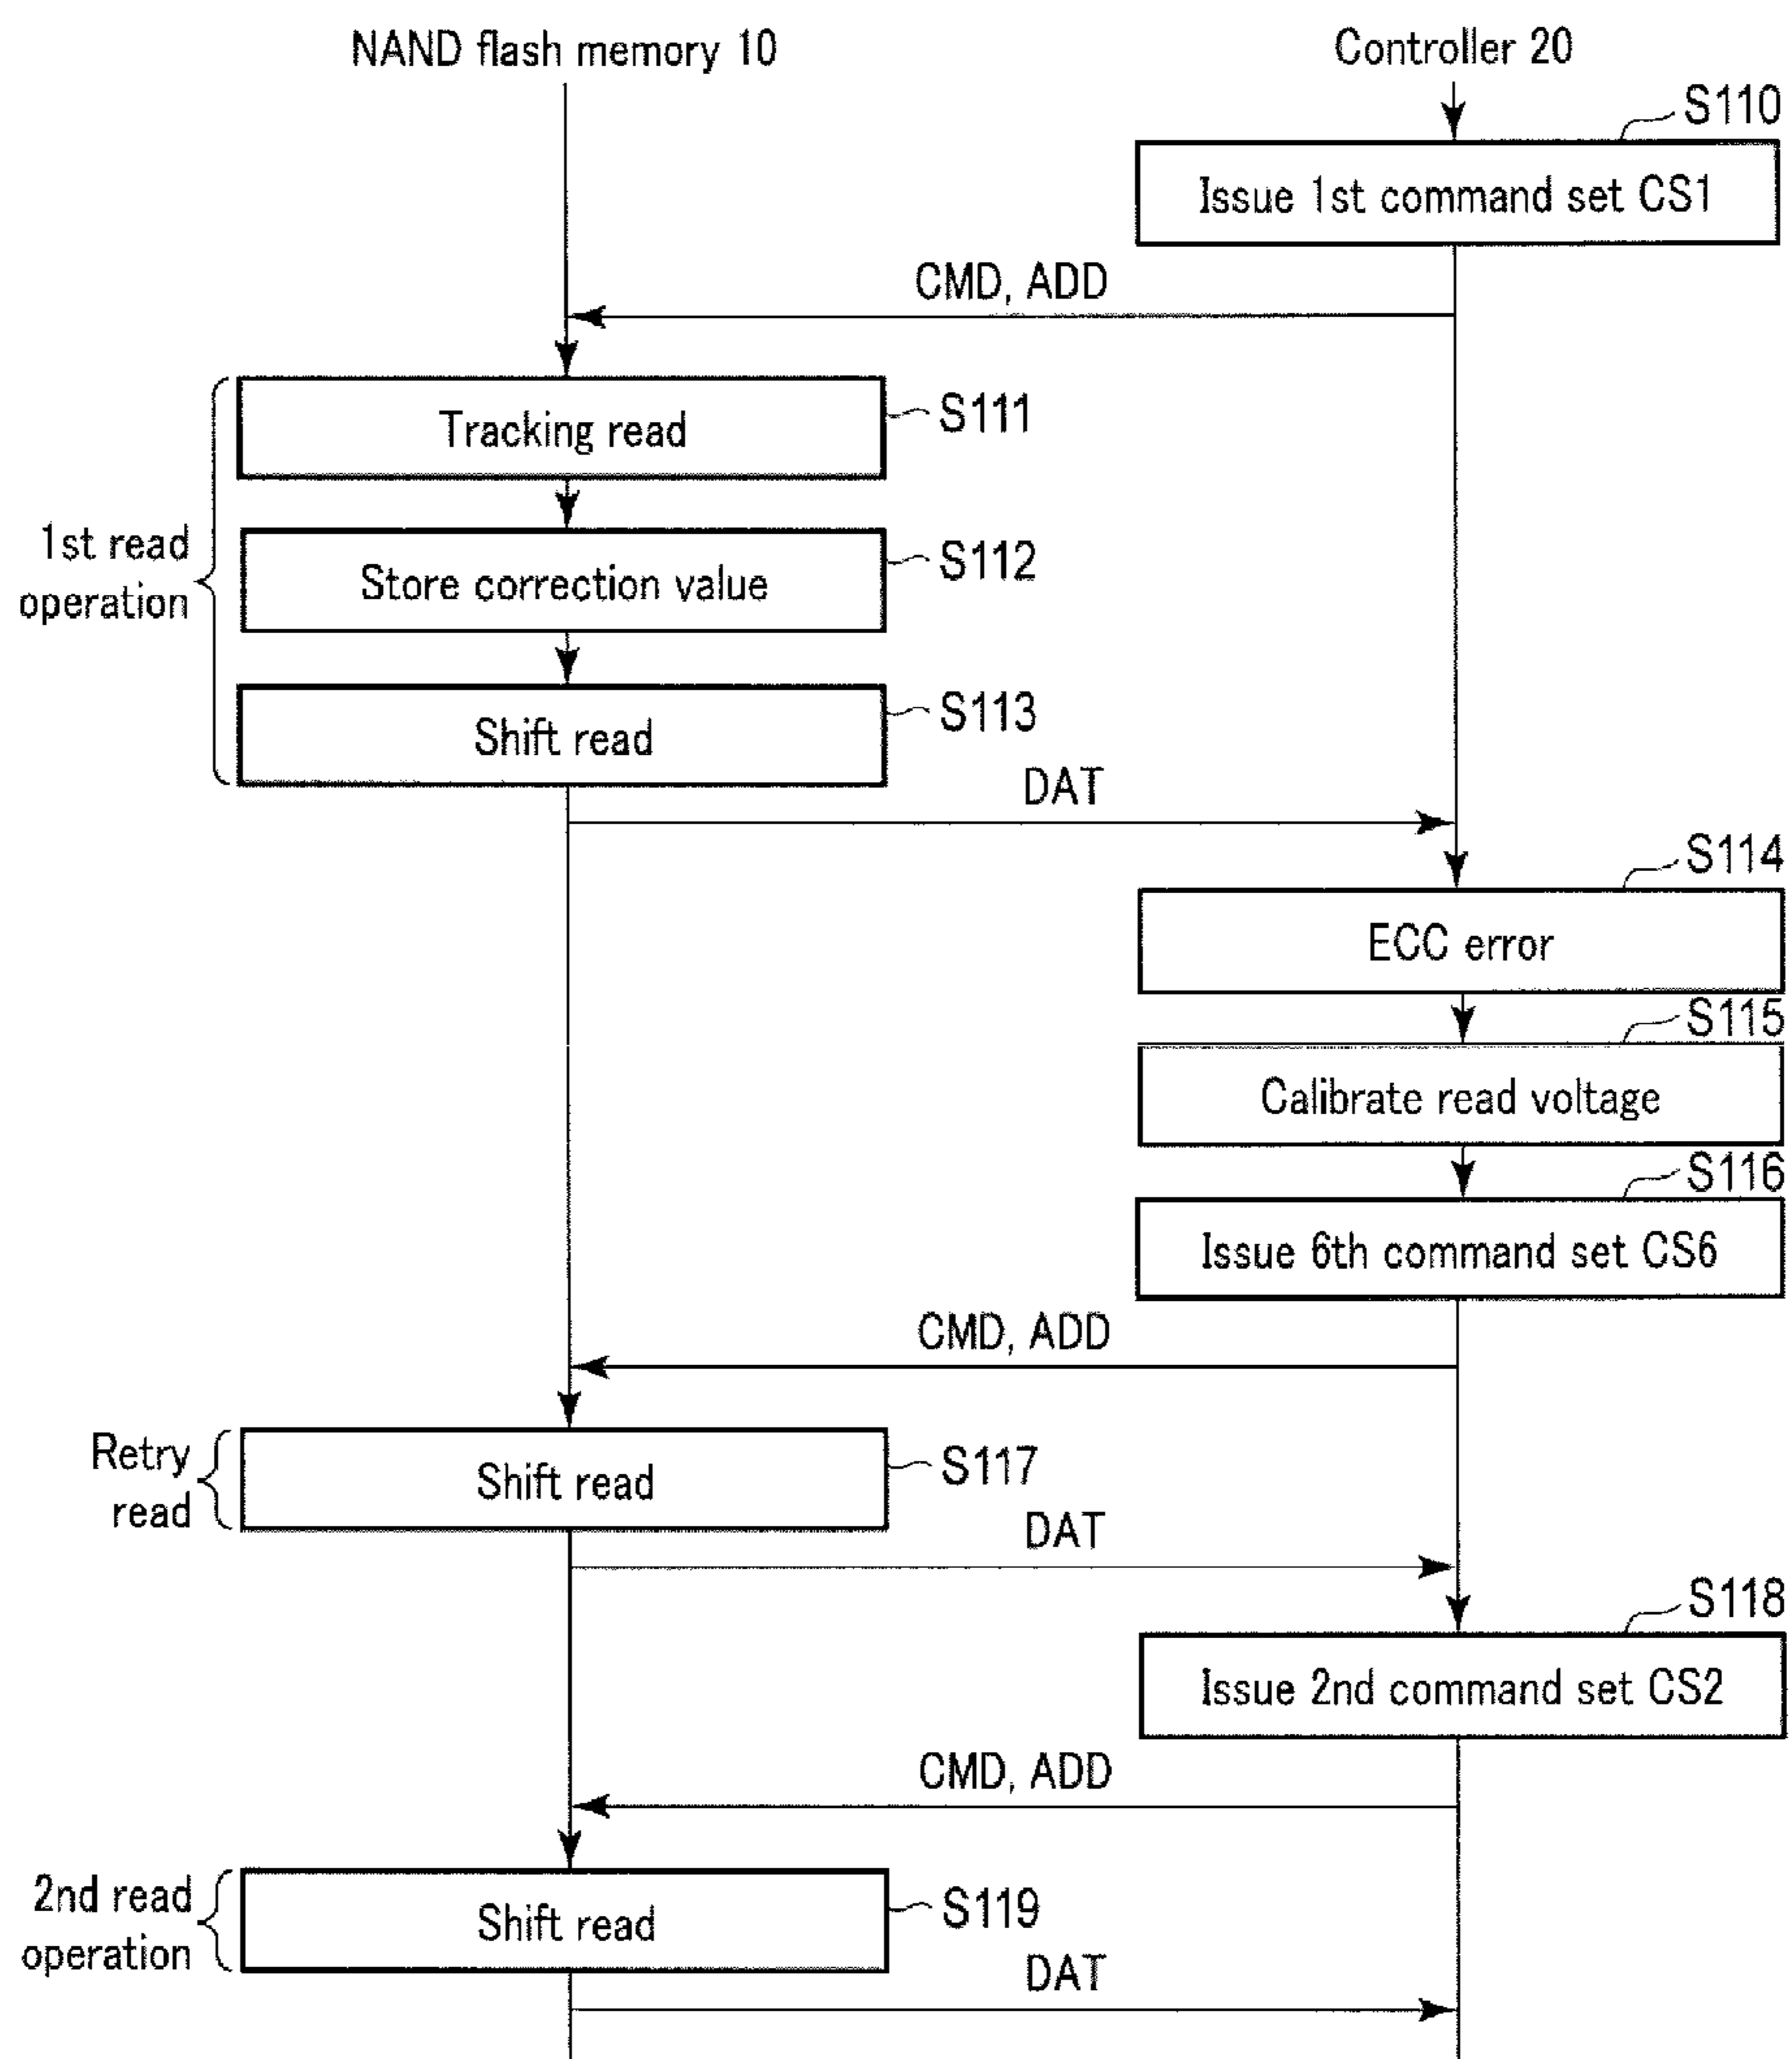 NAND flash memory 10
Controller 20
S110
Issue 1st command set CS1
CMD, ADD
Tracking read
S111
1st read
operation
Store correction value
S112
Shift read
S113
DAT
S114
ECC error
S115
Calibrate read voltage
S116
Issue 6th command set CS6
CMD, ADD
Retry
read
Shift read
S117
DAT
S118
Issue 2nd command set CS2
CMD, ADD
2nd read
operation
Shift read
S119
DAT